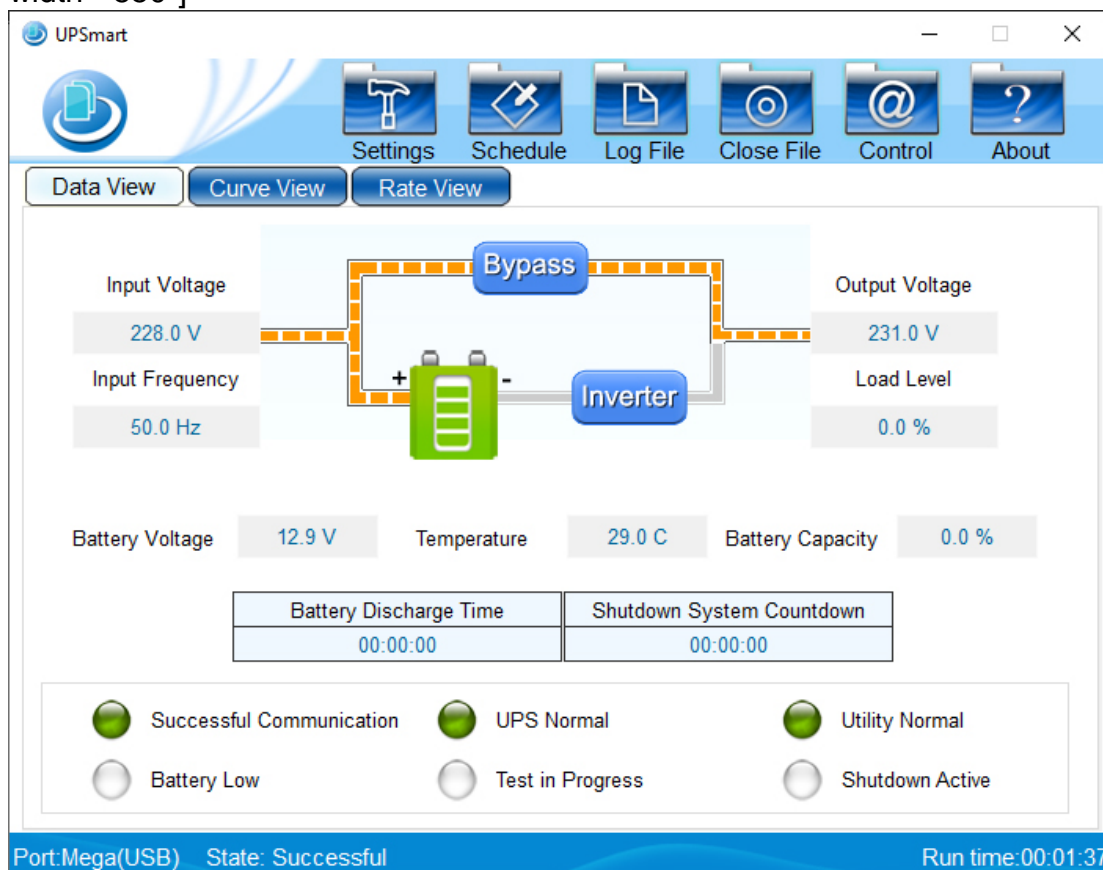 UPSmart
Settings Schedule Log File Close File Control About
Data View Curve View Rate View
Bypass
Input Voltage Output Voltage
228.0 V 231.0 V
Input Frequency + - Inverter Load Level
50.0 Hz 0.0 %
Battery Voltage 12.9 V Temperature 29.0 C Battery Capacity 0.0 %
Battery Discharge Time Shutdown System Countdown
00:00:00 00:00:00
Successful Communication UPS Normal Utility Normal
Battery Low Test in Progress Shutdown Active
Port:Mega(USB) State: Successful Run time:00:01:37